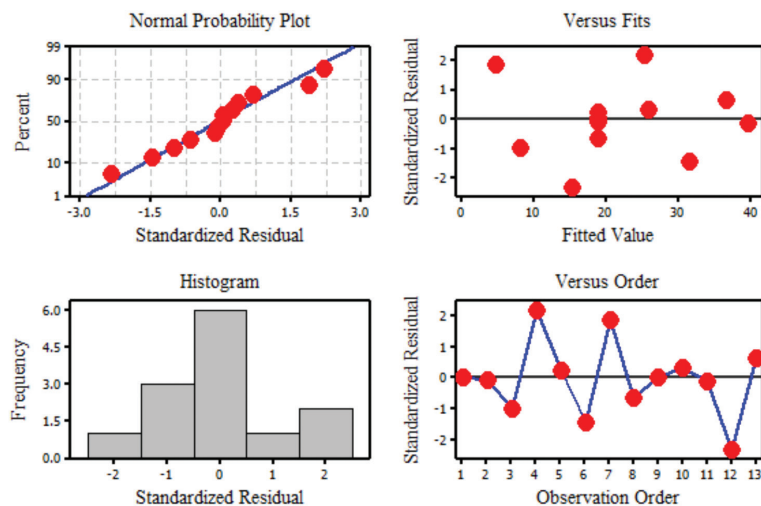 Normal Probability Plot
99
90
50
10
1
Percent
-3.0 -1.5 0.0 1.5 3.0
Standardized Residual
Versus Fits
2
1
0
-1
-2
Standardized Residual
0 10 20 30 40
Fitted Value
Histogram
6.0
4.5
3.0
1.5
0.0
Frequency
-2 -1 0 1 2
Standardized Residual
Versus Order
2
1
0
-1
-2
Standardized Residual
1 2 3 4 5 6 7 8 9 10 11 12 13
Observation Order